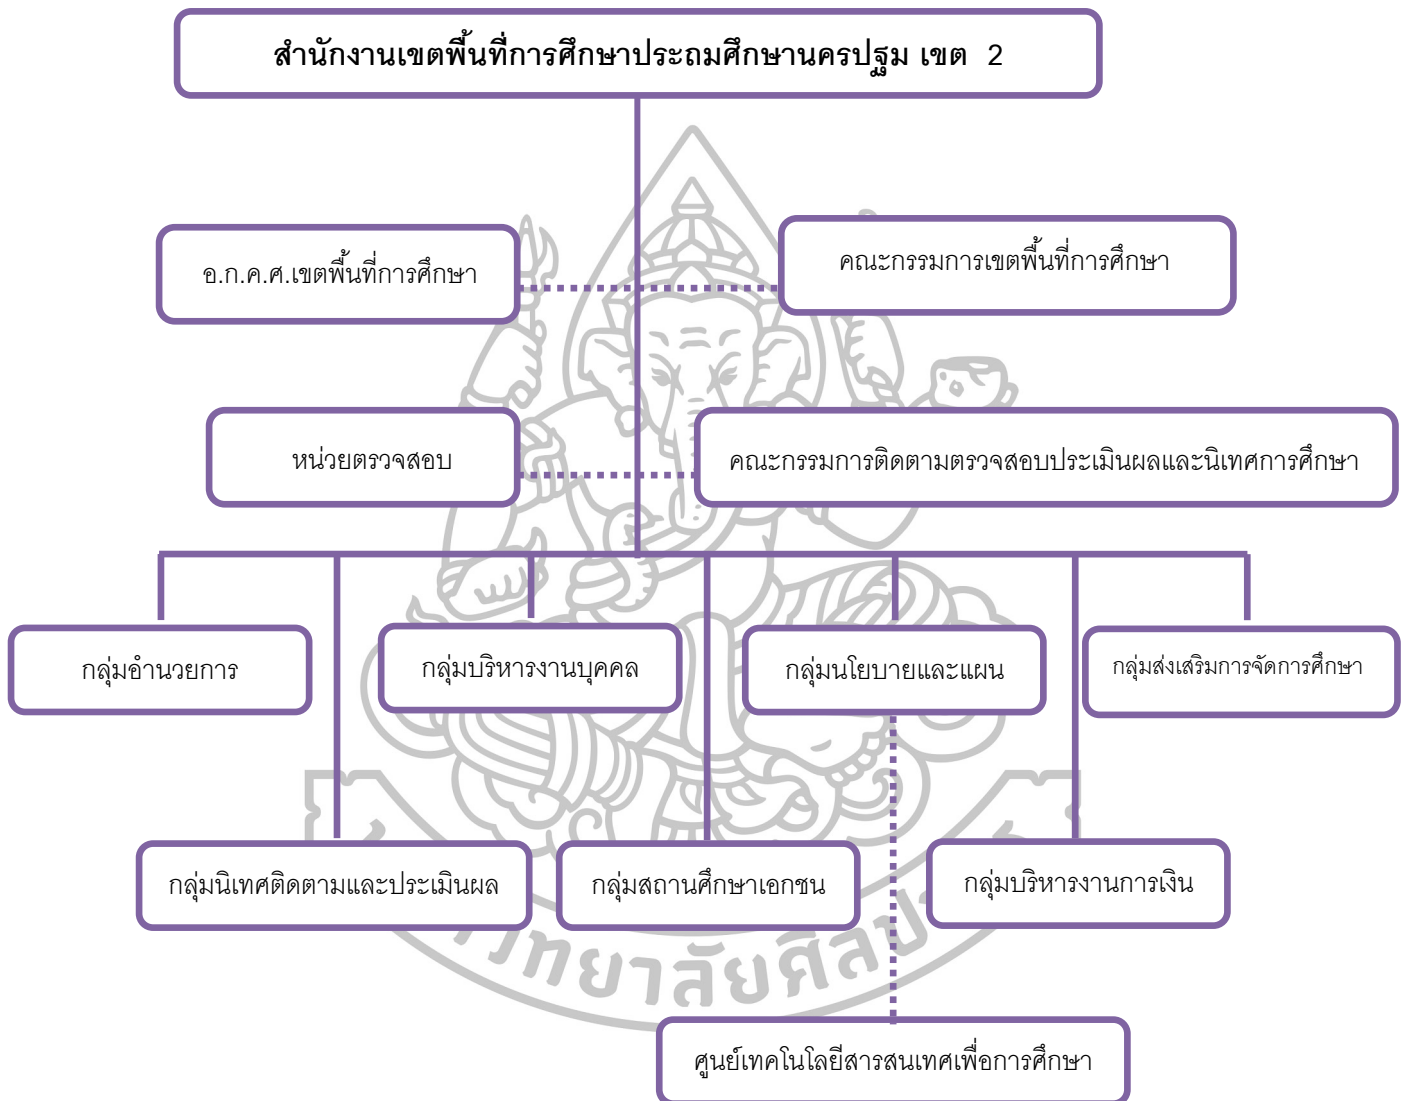 สำนักงานเขตพื้นที่การศึกษาประถมศึกษานครปฐม เขต 2
อ.ก.ค.ศ.เขตพื้นที่การศึกษา
คณะกรรมการเขตพื้นที่การศึกษา
หน่วยตรวจสอบ
คณะกรรมการติดตามตรวจสอบประเมินผลและนิเทศการศึกษา
กลุ่มอำนวยการ
กลุ่มบริหารงานบุคคล
กลุ่มนโยบายและแผน
กลุ่มส่งเสริมการจัดการศึกษา
กลุ่มนิเทศติดตามและประเมินผล
กลุ่มสถานศึกษาเอกชน
กลุ่มบริหารงานการเงิน
ศูนย์เทคโนโลยีสารสนเทศเพื่อการศึกษา